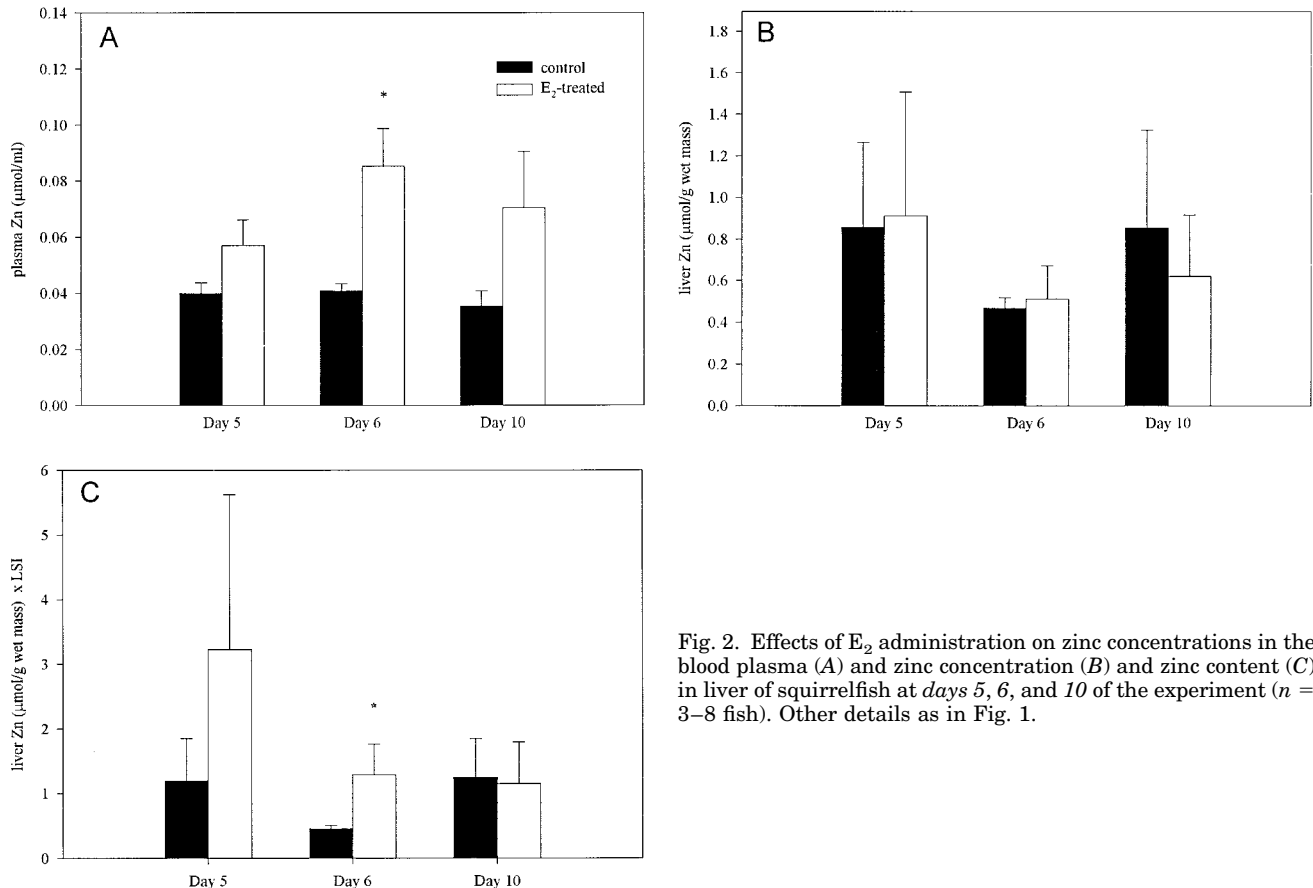 A
control
E2-treated
*
plasma Zn (μmol/ml)
0.14
0.12
0.10
0.08
0.06
0.04
0.02
0.00
Day 5 Day 6 Day 10
B
liver Zn (μmol/g wet mass)
1.8
1.6
1.4
1.2
1.0
0.8
0.6
0.4
0.2
0.0
Day 5 Day 6 Day 10
C
*
liver Zn (μmol/g wet mass) x LSI
6
5
4
3
2
1
0
Day 5 Day 6 Day 10
Fig. 2. Effects of E2 administration on zinc concentrations in the
blood plasma (A) and zinc concentration (B) and zinc content (C)
in liver of squirrelfish at days 5, 6, and 10 of the experiment (n =
3–8 fish). Other details as in Fig. 1.